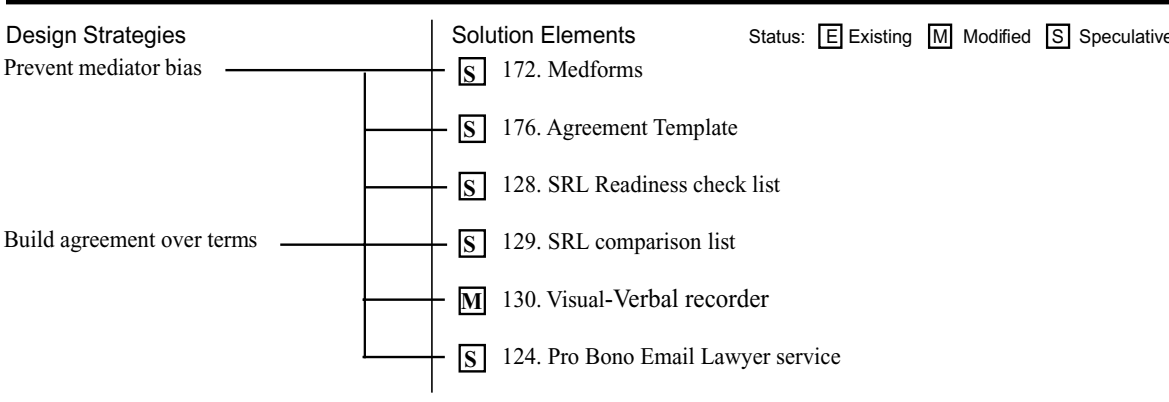 Design Strategies Solution Elements Status: E Existing M Modified S Speculative
Prevent mediator bias S 172. Medforms
S 176. Agreement Template
S 128. SRL Readiness check list
Build agreement over terms S 129. SRL comparison list
M 130. Visual-Verbal recorder
S 124. Pro Bono Email Lawyer service